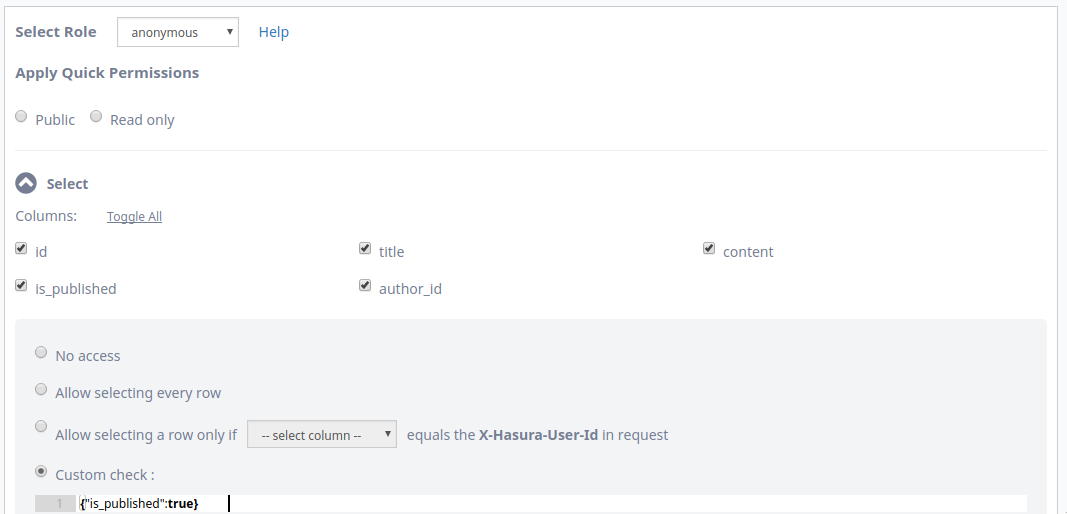 Select Role anonymous Help
Apply Quick Permissions
Public Read only
Select
Columns: Toggle All
id title content
is_published author_id
No access
Allow selecting every row
Allow selecting a row only if -- select column -- equals the X-Hasura-User-Id in request
Custom check :
1 {"is_published":true}